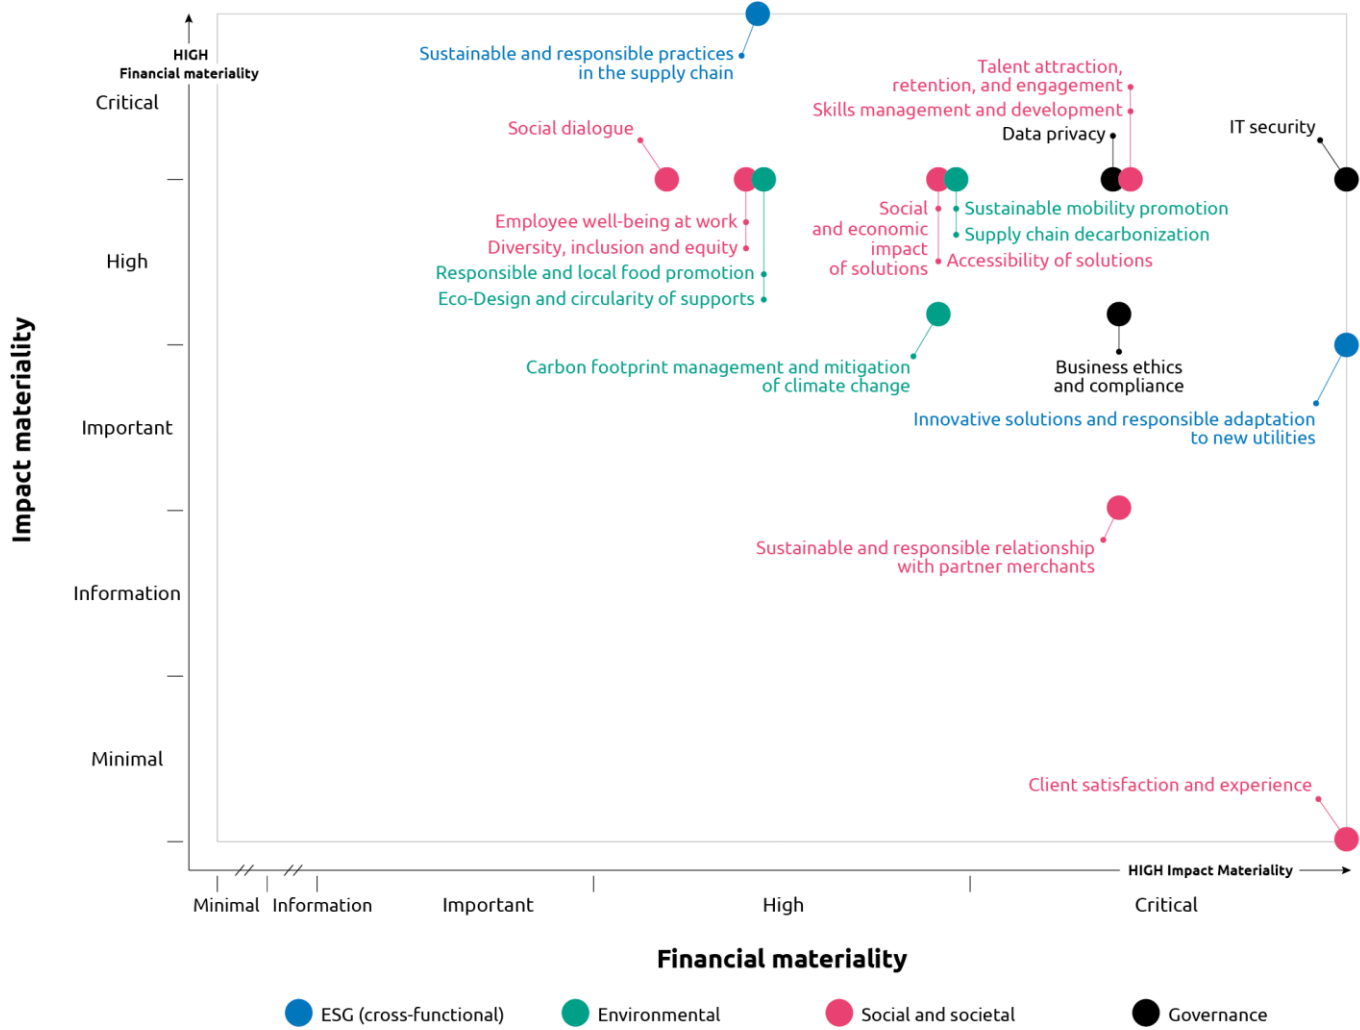 HIGH
Financial materiality
Critical
High
Important
Information
Minimal
Impact materiality
Sustainable and responsible practices
in the supply chain
Talent attraction,
retention, and engagement
Skills management and development
Data privacy
IT security
Social dialogue
Employee well-being at work
Diversity, inclusion and equity
Responsible and local food promotion
Eco-Design and circularity of supports
Social
and economic
impact
of solutions
Sustainable mobility promotion
Supply chain decarbonization
Accessibility of solutions
Carbon footprint management and mitigation
of climate change
Business ethics
and compliance
Innovative solutions and responsible adaptation
to new utilities
Sustainable and responsible relationship
with partner merchants
Client satisfaction and experience
HIGH Impact Materiality
Minimal
Information
Important
High
Critical
Financial materiality
ESG (cross-functional)
Environmental
Social and societal
Governance